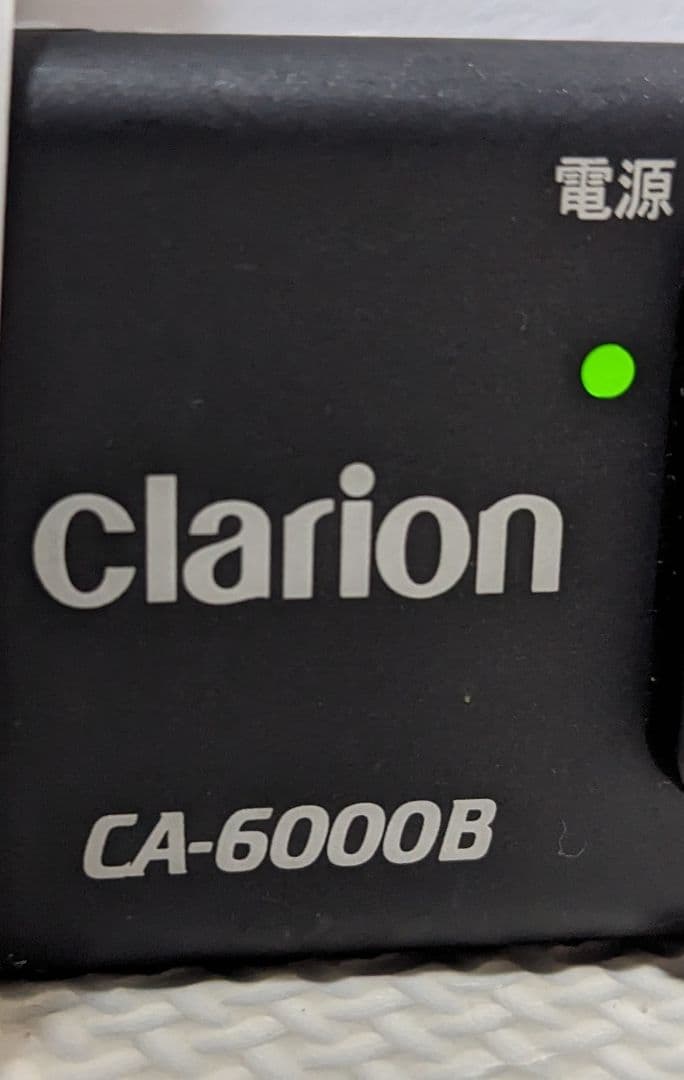 電源
clarion
CA-6000B